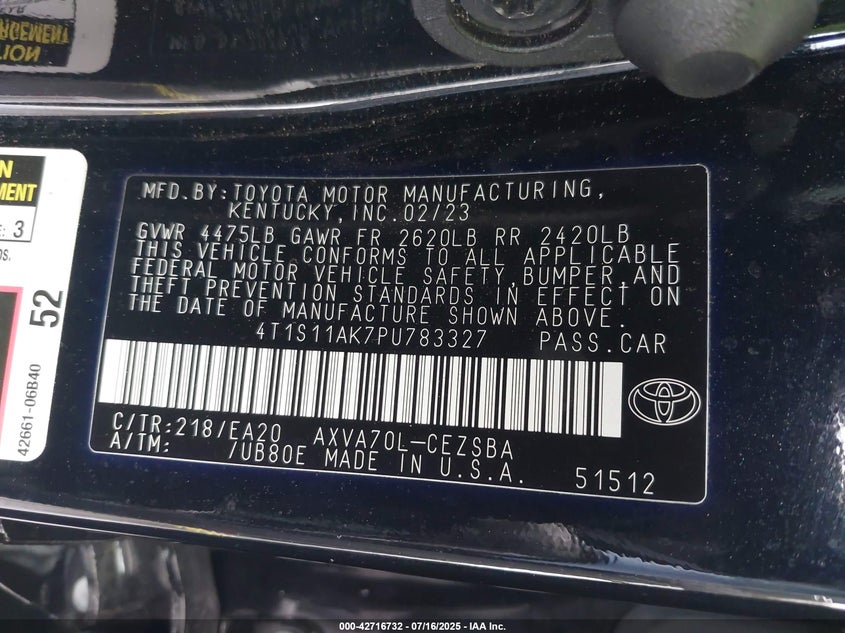 N
MENT
E: 3
DS.
52
42661-06B40
MFD.BY:TOYOTA MOTOR MANUFACTURING,
KENTUCKY,INC.02/23
GVWR 4475LB GAWR FR 2620LB RR 2420LB
THIS VEHICLE CONFORMS TO ALL APPLICABLE
FEDERAL MOTOR VEHICLE SAFETY,BUMPER,AND
THEFT PREVENTION STANDARDS IN EFFECT ON
THE DATE OF MANUFACTURE SHOWN ABOVE.
4T1S11AK7PU783327 PASS.CAR
C/TR:218/EA20 AXVA70L-CEZSBA
A/TM: /UB80E MADE IN U.S.A.
51512
000-42716732 - 07/16/2025 - IAA Inc.